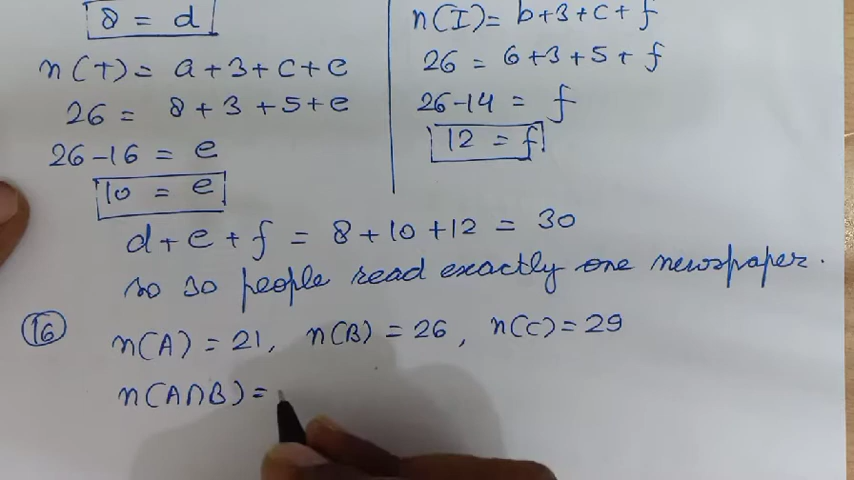 8 = d
n(T) = a+3+c+e
26 = 8+3+5+e
26-16 = e
10 = e
n(I) = b+3+c+f
26 = 6+3+5+f
26-14 = f
12 = f
d+e+f = 8+10+12 = 30
so 30 people read exactly one newspaper.
16 n(A) = 21, n(B) = 26, n(C) = 29
n(A∩B) =